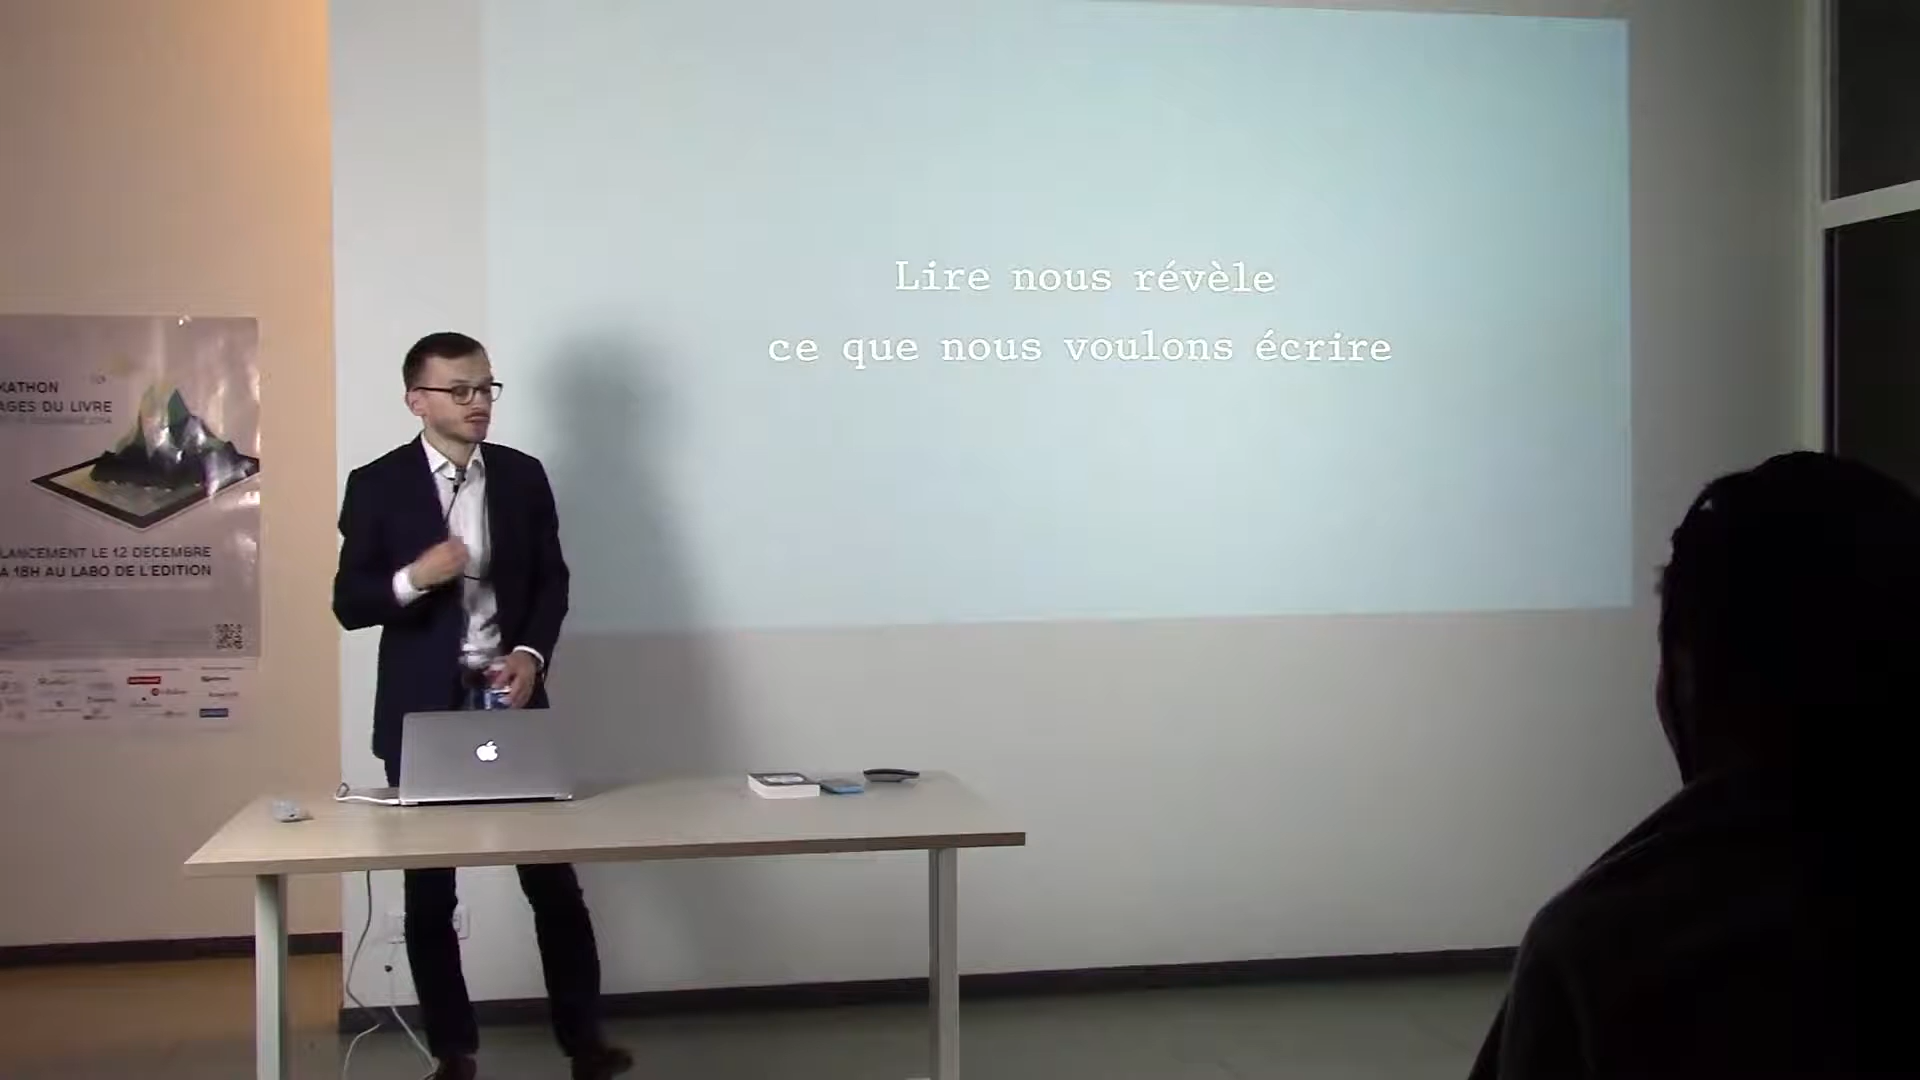 Lire nous révèle
ce que nous voulons écrire
KATHON
AGES DU LIVRE
LANCEMENT LE 12 DECEMBRE
A 18H AU LABO DE L'EDITION